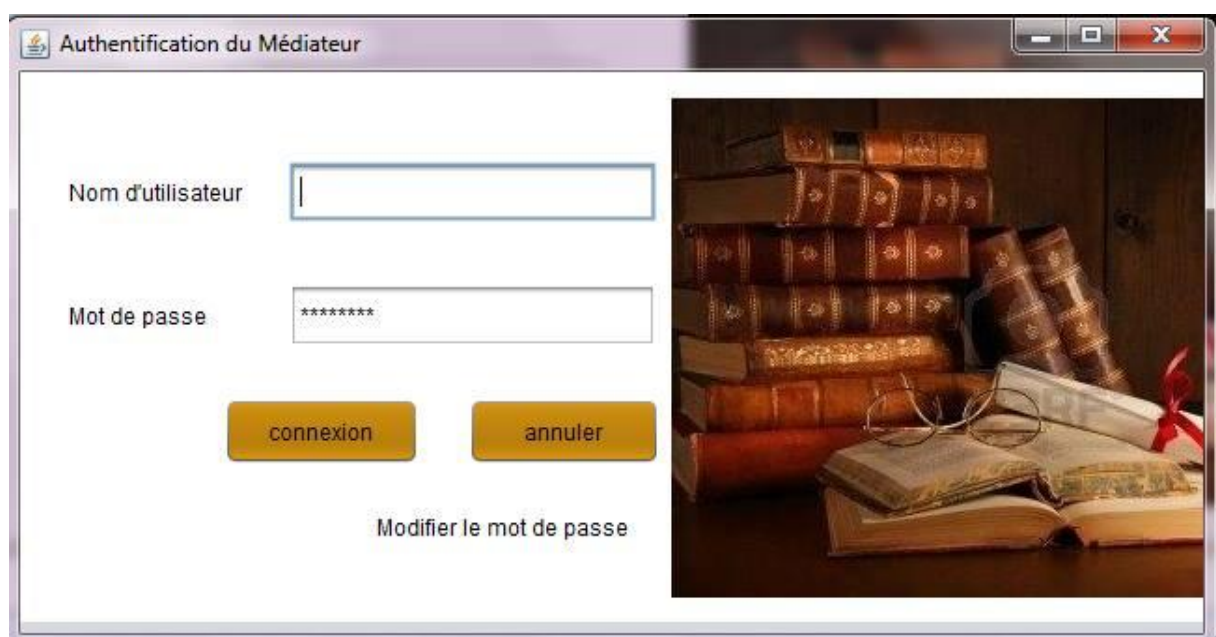 Authentification du Médiateur
Nom d'utilisateur
Mot de passe
********
connexion
annuler
Modifier le mot de passe